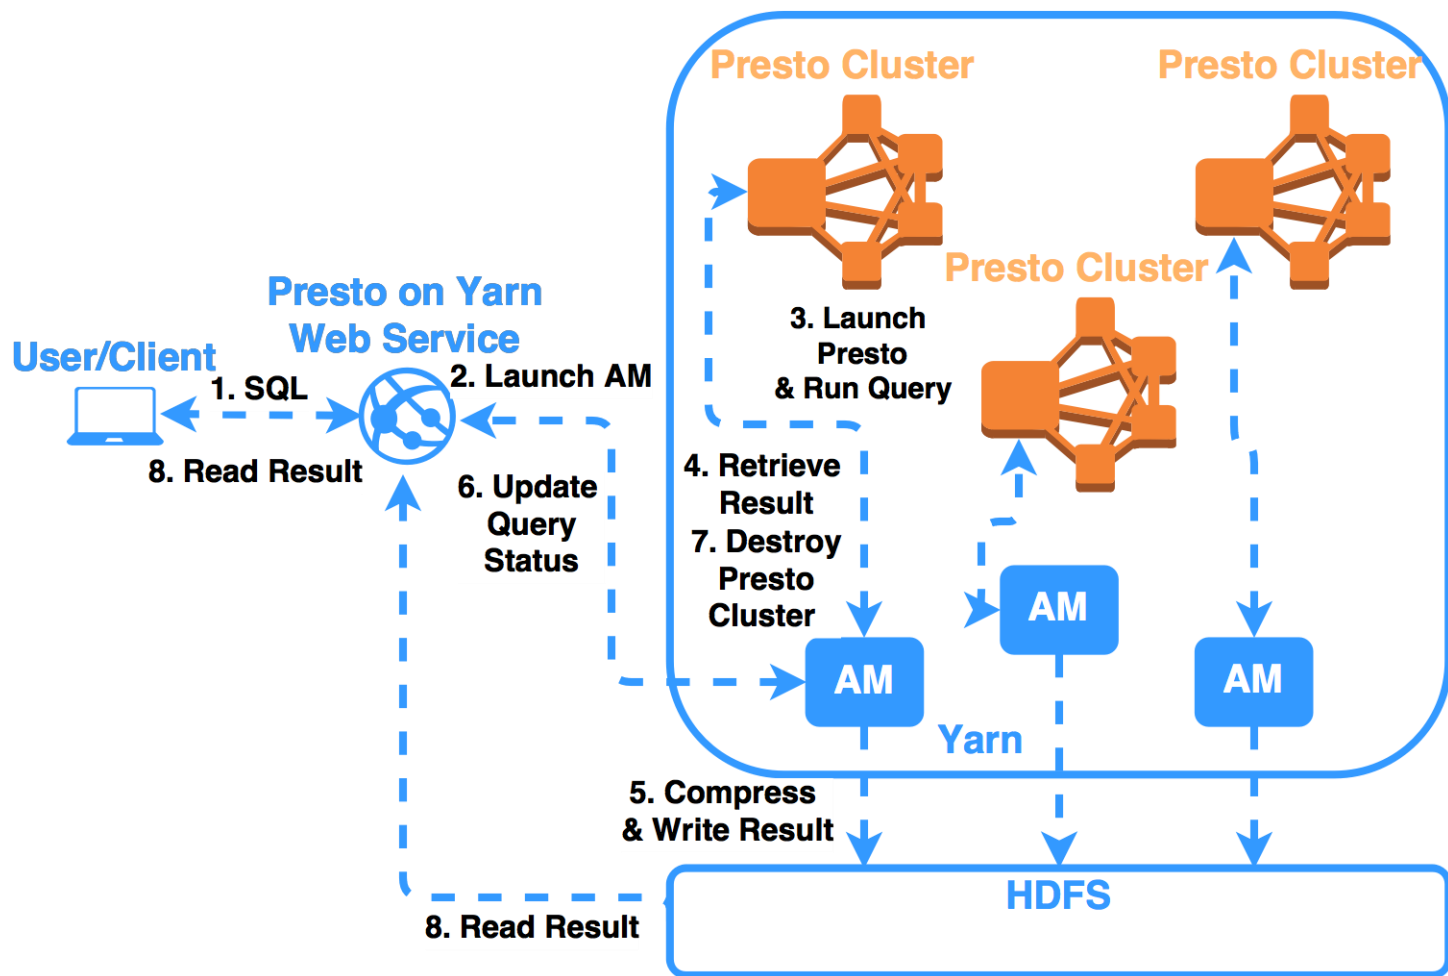 Presto Cluster
Presto Cluster
Presto Cluster
Presto on Yarn
Web Service
User/Client
1. SQL
2. Launch AM
3. Launch
Presto
& Run Query
8. Read Result
4. Retrieve
Result
6. Update
Query
Status
7. Destroy
Presto
Cluster
AM
AM
AM
Yarn
5. Compress
& Write Result
HDFS
8. Read Result